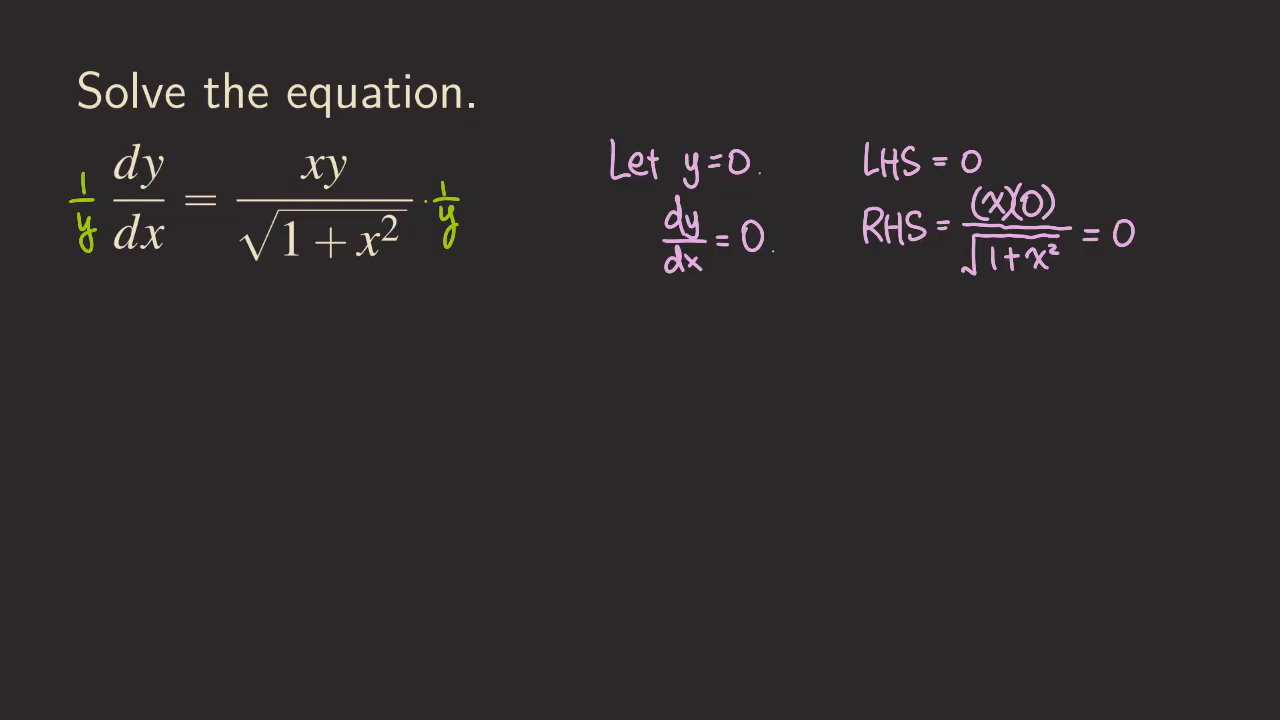 Solve the equation.
1/y dy/dx = xy/√(1 + x²) · 1/y
Let y = 0.
dy/dx = 0.
LHS = 0
RHS = (x)(0)/√(1 + x²) = 0